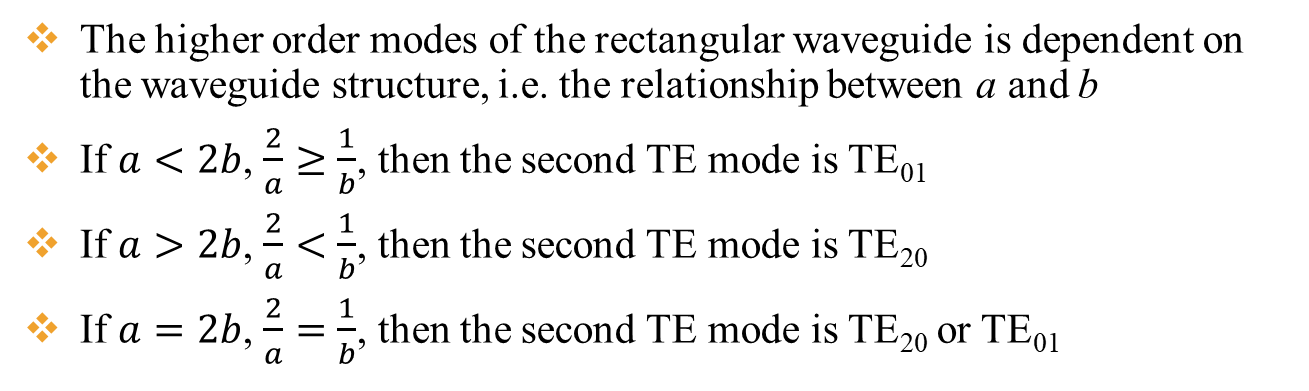 ❖ The higher order modes of the rectangular waveguide is dependent on
the waveguide structure, i.e. the relationship between a and b
❖ If a < 2b, 2/a ≥ 1/b, then the second TE mode is TE₀₁
❖ If a > 2b, 2/a < 1/b, then the second TE mode is TE₂₀
❖ If a = 2b, 2/a = 1/b, then the second TE mode is TE₂₀ or TE₀₁